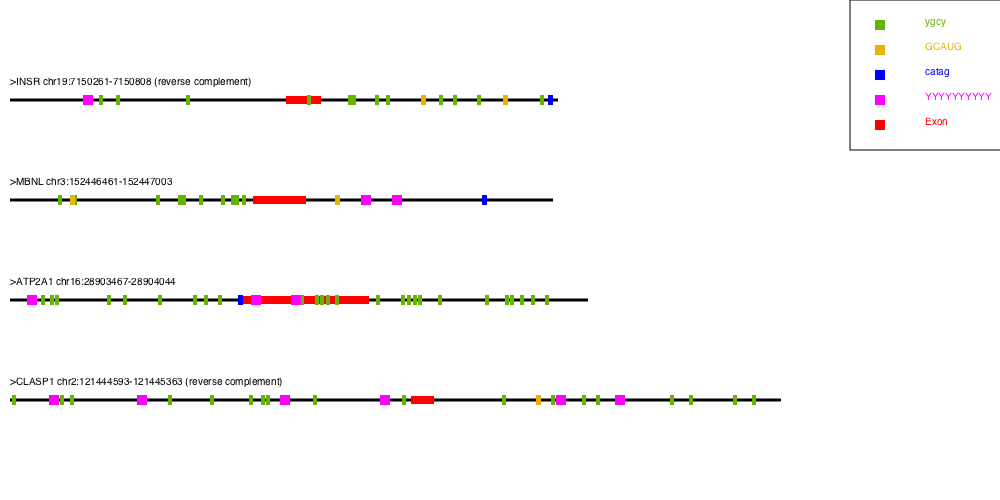 ygcy
GCAUG
catag
YYYYYYYYYY
Exon
>INSR chr19:7150261-7150808 (reverse complement)
>MBNL chr3:152446461-152447003
>ATP2A1 chr16:28903467-28904044
>CLASP1 chr2:121444593-121445363 (reverse complement)